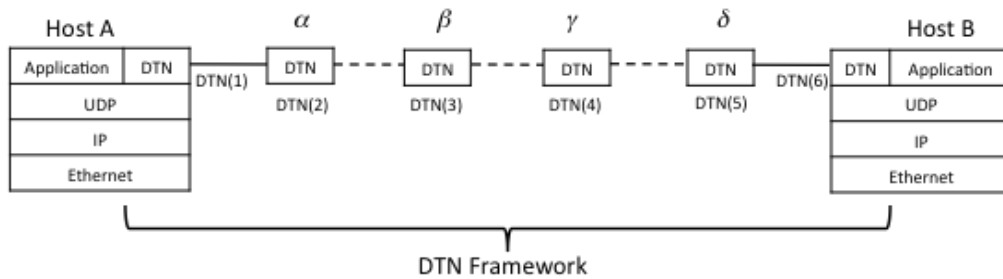 α β γ δ
Host A Host B
Application DTN DTN DTN DTN DTN DTN Application
DTN(1) DTN(6)
DTN(2) DTN(3) DTN(4) DTN(5)
UDP UDP
IP IP
Ethernet Ethernet
DTN Framework